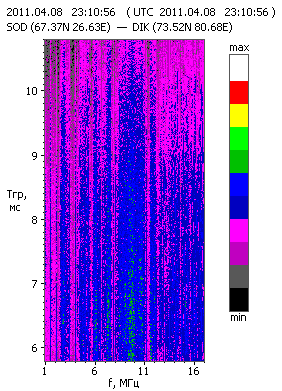 2011.04.08 23:10:56 (UTC 2011.04.08 23:10:56)
SOD (67.37N 26.63E) — DIK (73.52N 80.68E)
max
10
9
Тгр,
мс
8
7
6
min
1 6 11 16
f, МГц